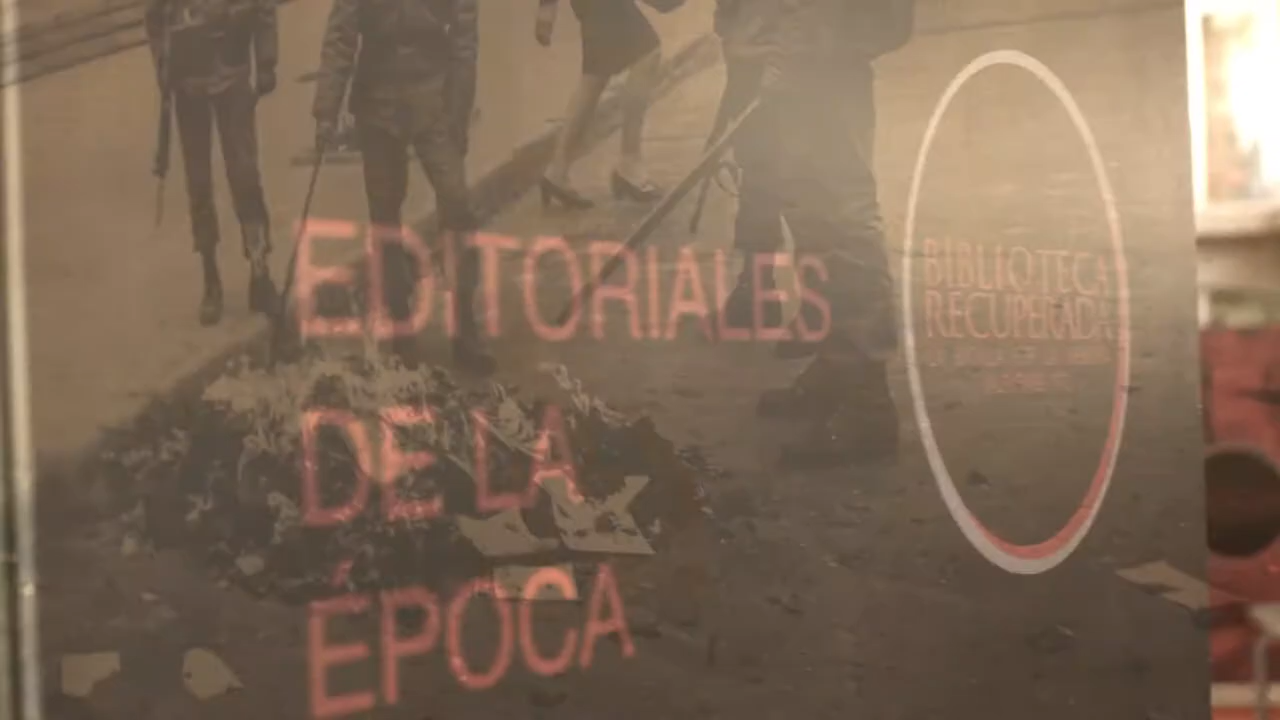 EDITORIALES
DE LA
ÉPOCA
BIBLIOTECA
RECUPERADA